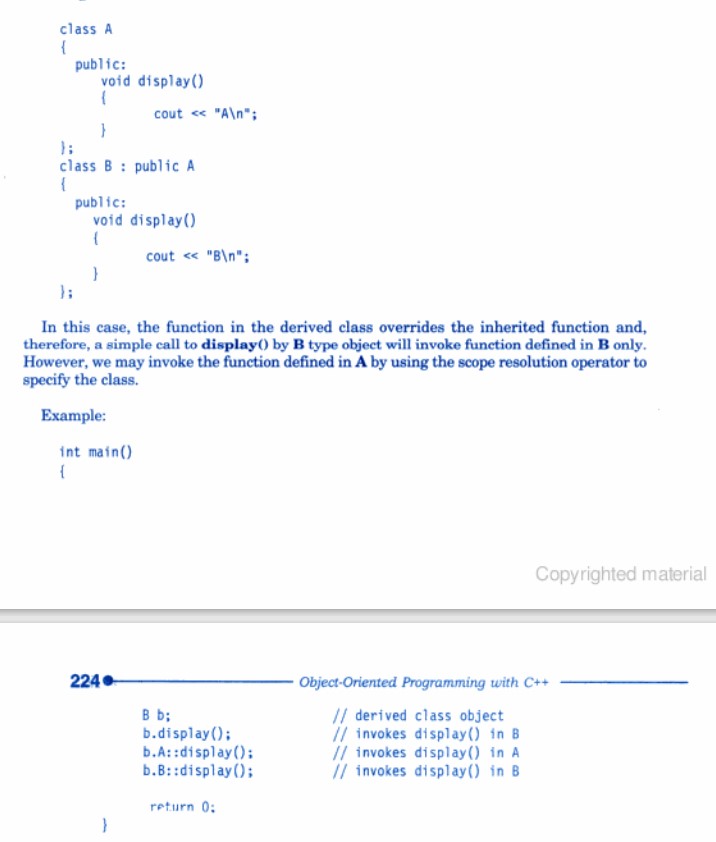 class A
{
public:
void display()
{
cout << "A\n";
}
};
class B : public A
{
public:
void display()
{
cout << "B\n";
}
};
In this case, the function in the derived class overrides the inherited function and,
therefore, a simple call to display() by B type object will invoke function defined in B only.
However, we may invoke the function defined in A by using the scope resolution operator to
specify the class.
Example:
int main()
{
Copyrighted material
224 Object-Oriented Programming with C++
B b; // derived class object
b.display(); // invokes display() in B
b.A::display(); // invokes display() in A
b.B::display(); // invokes display() in B
return 0;
}